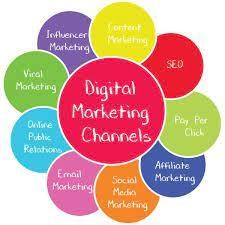 Digital
Marketing
Channels
Content
Marketing
SEO
Pay Per
Click
Affiliate
Marketing
Social
Media
Marketing
Email
Marketing
Online
Public
Relations
Viral
Marketing
Influencer
Marketing